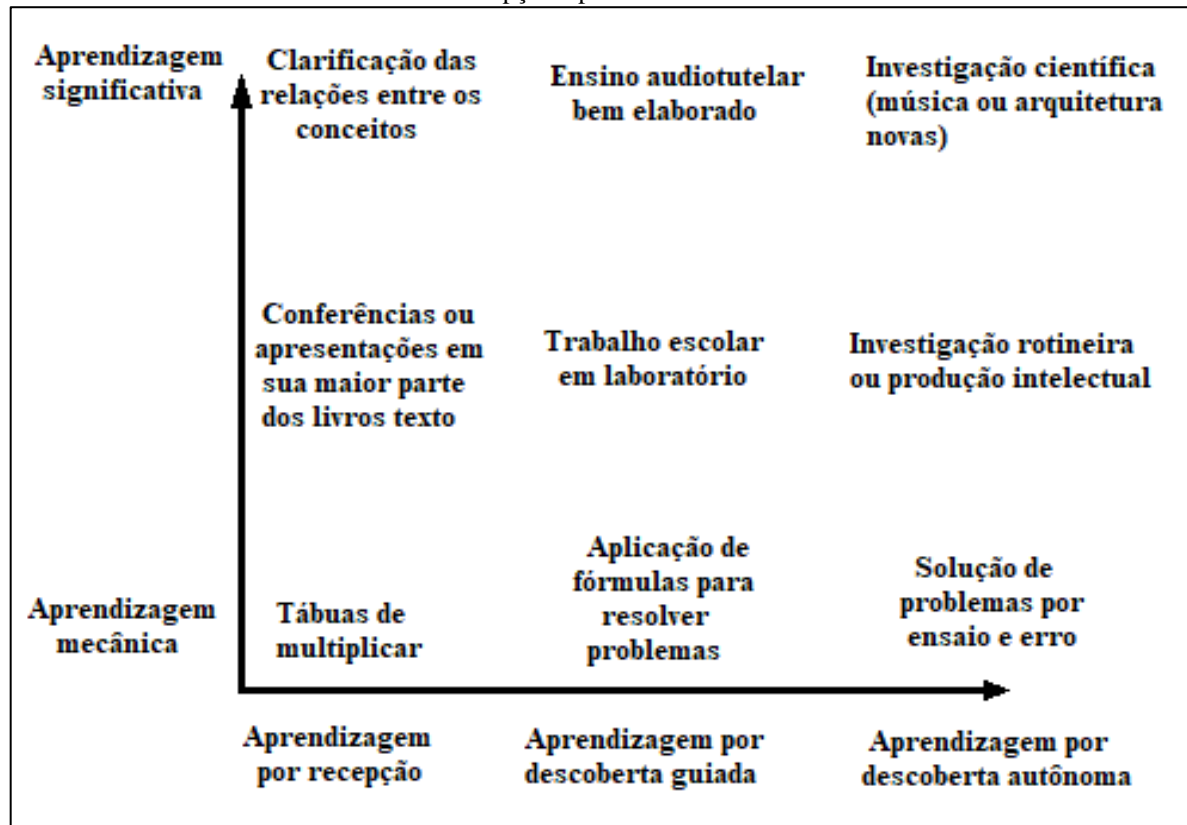 Aprendizagem
significativa
Clarificação das
relações entre os
conceitos
Ensino audiotutelar
bem elaborado
Investigação científica
(música ou arquitetura
novas)
Conferências ou
apresentações em
sua maior parte
dos livros texto
Trabalho escolar
em laboratório
Investigação rotineira
ou produção intelectual
Aprendizagem
mecânica
Tábuas de
multiplicar
Aplicação de
fórmulas para
resolver
problemas
Solução de
problemas por
ensaio e erro
Aprendizagem
por recepção
Aprendizagem por
descoberta guiada
Aprendizagem por
descoberta autônoma